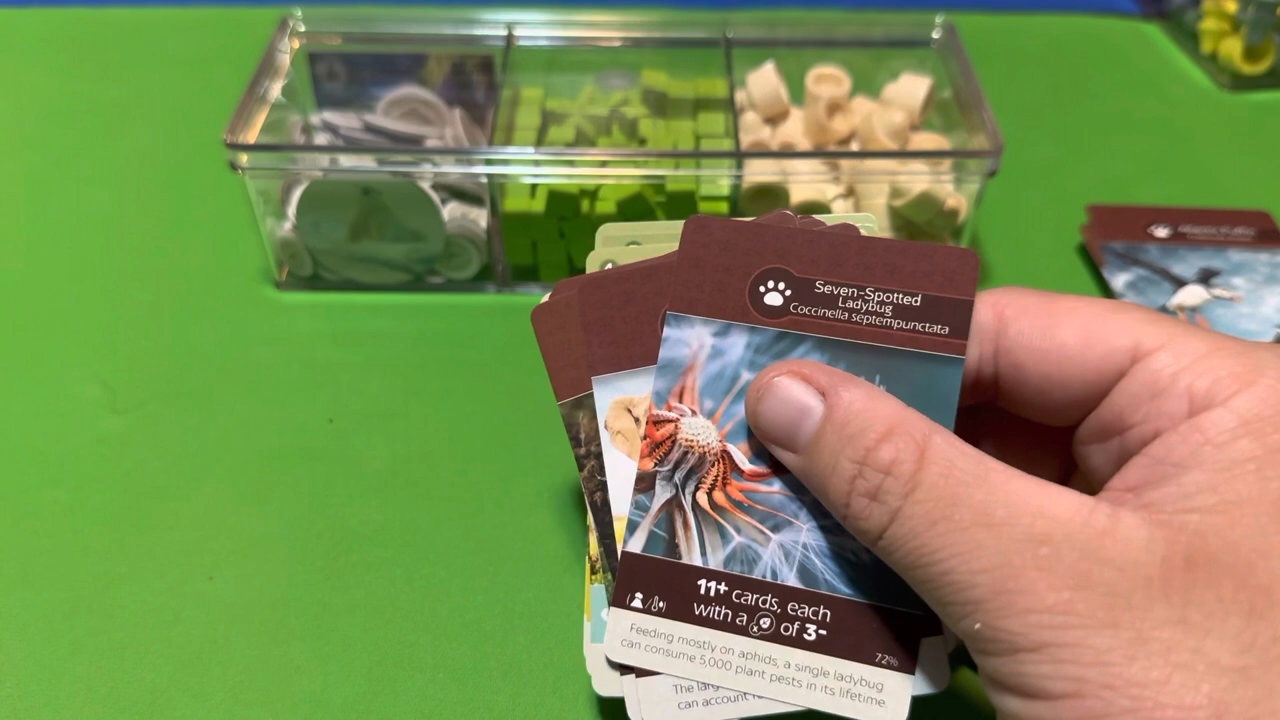 Seven-Spotted
Ladybug
Coccinella septempunctata
11+ cards, each
with a of 3-
72%
Feeding mostly on aphids, a single ladybug
can consume 5,000 plant pests in its lifetime.
The larg
can account